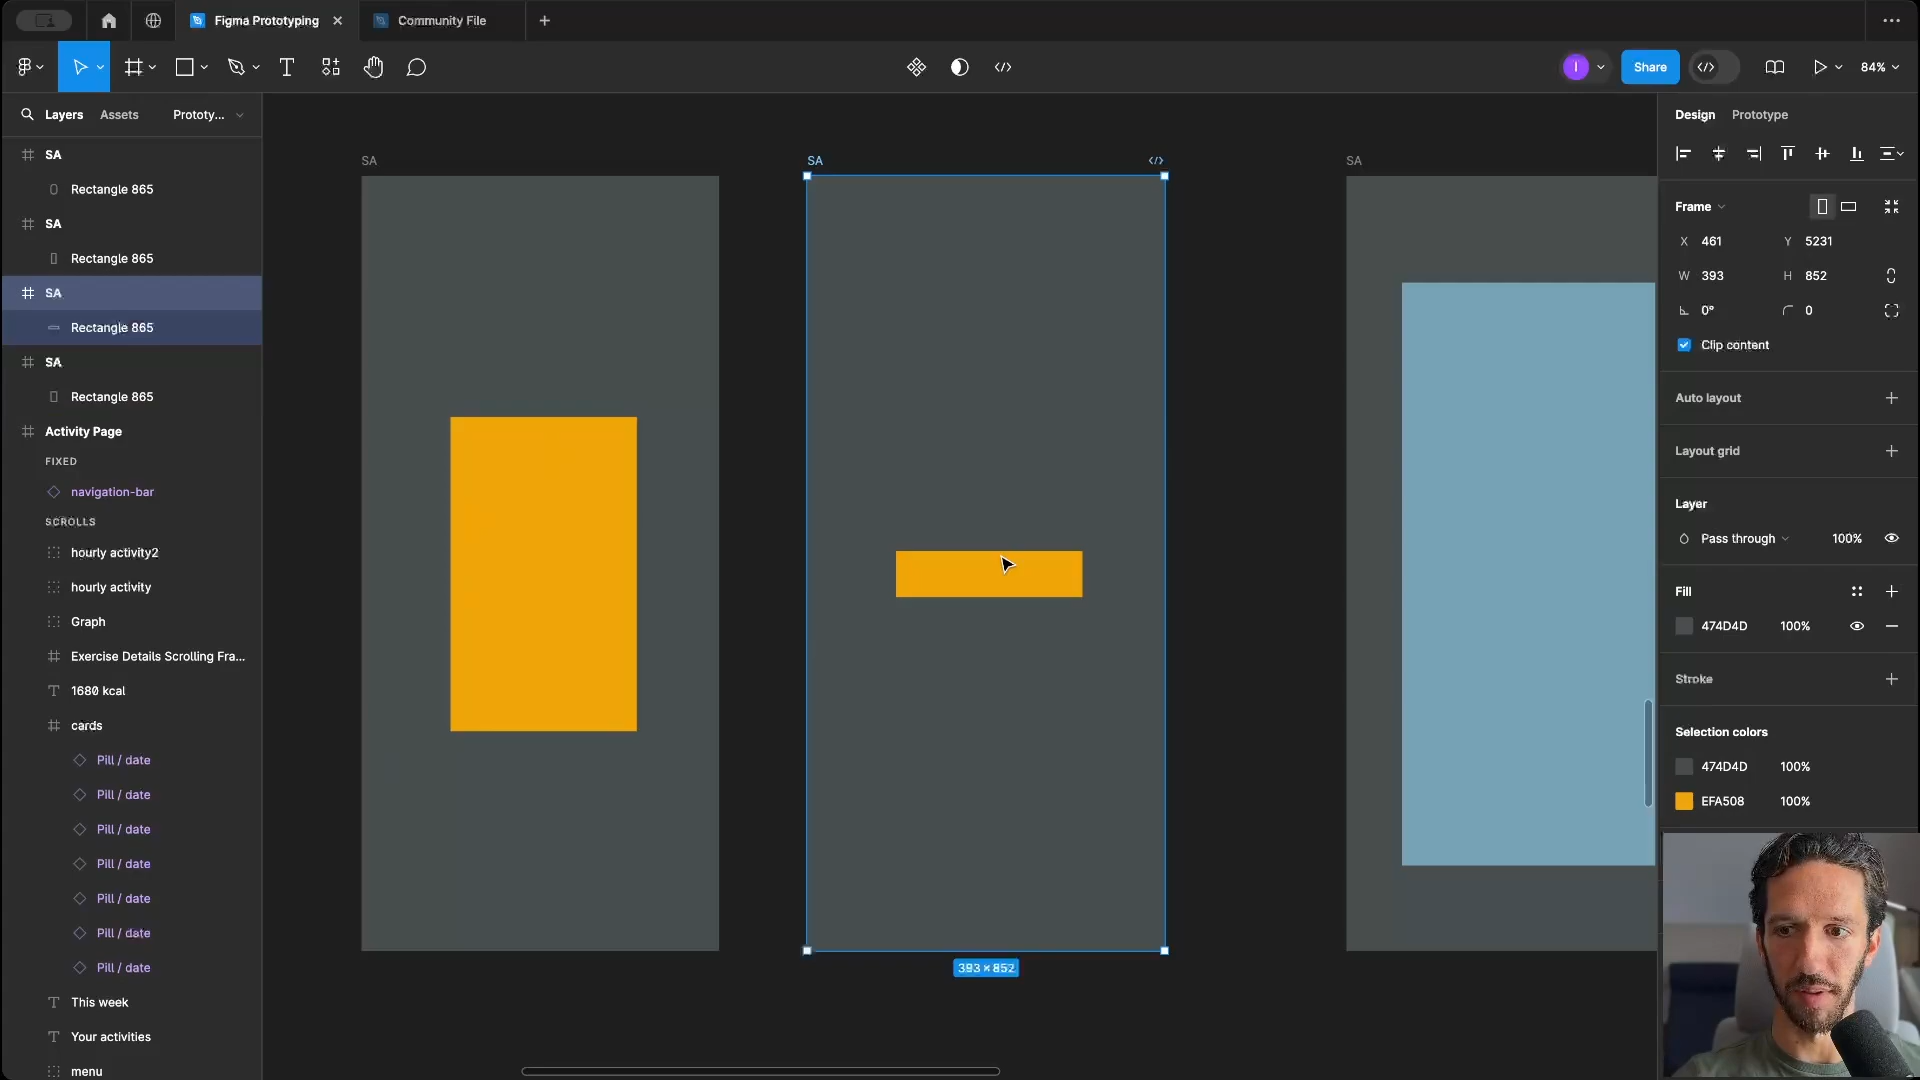 Figma Prototyping
Community File
I
Share
84%
Layers
Assets
Prototy...
SA
Rectangle 865
SA
Rectangle 865
SA
Rectangle 865
SA
Rectangle 865
Activity Page
FIXED
navigation-bar
SCROLLS
hourly activity2
hourly activity
Graph
Exercise Details Scrolling Fra...
1680 kcal
cards
Pill / date
Pill / date
Pill / date
Pill / date
Pill / date
Pill / date
Pill / date
This week
Your activities
menu
SA
SA
SA
393 × 852
Design
Prototype
Frame
X 461
Y 5231
W 393
H 852
0°
0
Clip content
Auto layout
Layout grid
Layer
Pass through
100%
Fill
474D4D
100%
Stroke
Selection colors
474D4D
100%
EFA508
100%